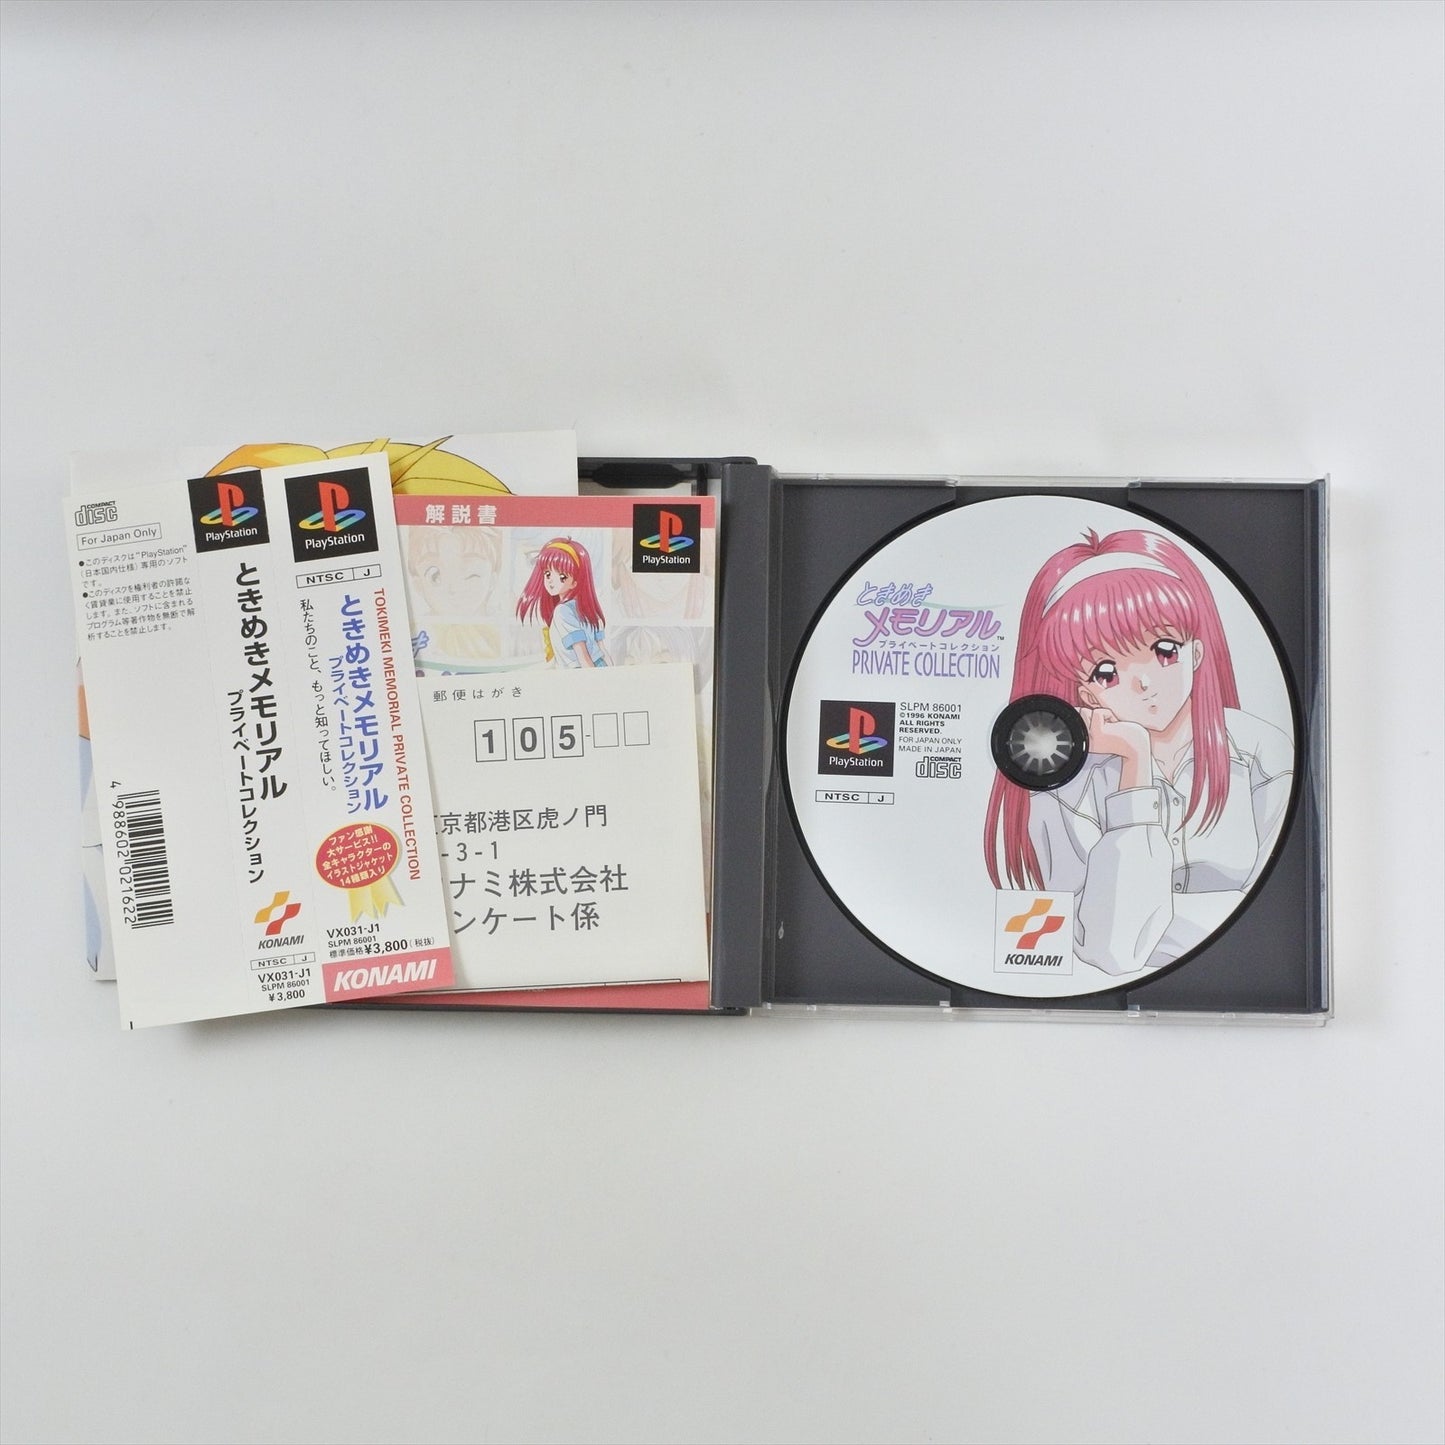 COMPACT
disc
For Japan Only
●このディスクは"PlayStation"
（日本国内仕様）専用のソフト
です。
●このディスクを権利者の許諾な
く賃貸業に使用することを禁止
します。また、ソフトに含まれる
プログラム等著作物を無断で解
析することを禁止します。
4 988602 021622
PlayStation
ときめきメモリアル
プライベートコレクション
KONAMI
NTSC J
VX031-J1
SLPM 86001
¥3,800
PlayStation
NTSC J
TOKIMEKI MEMORIAL PRIVATE COLLECTION
ときめきメモリアル
プライベートコレクション
私たちのこと、もっと知ってほしい。
ファン感謝
大サービス!!
全キャラクターの
イラストジャケット
14種類入り
VX031-J1
SLPM 86001
標準価格¥3,800(税抜)
KONAMI
解説書
PlayStation
郵便はがき
105-
京都港区虎ノ門
-3-1
ナミ株式会社
ンケート係
ときめき
メモリアル™
プライベートコレクション
PRIVATE COLLECTION
PlayStation
SLPM 86001
©1996 KONAMI
ALL RIGHTS
RESERVED.
FOR JAPAN ONLY
MADE IN JAPAN
COMPACT
disc
NTSC J
KONAMI